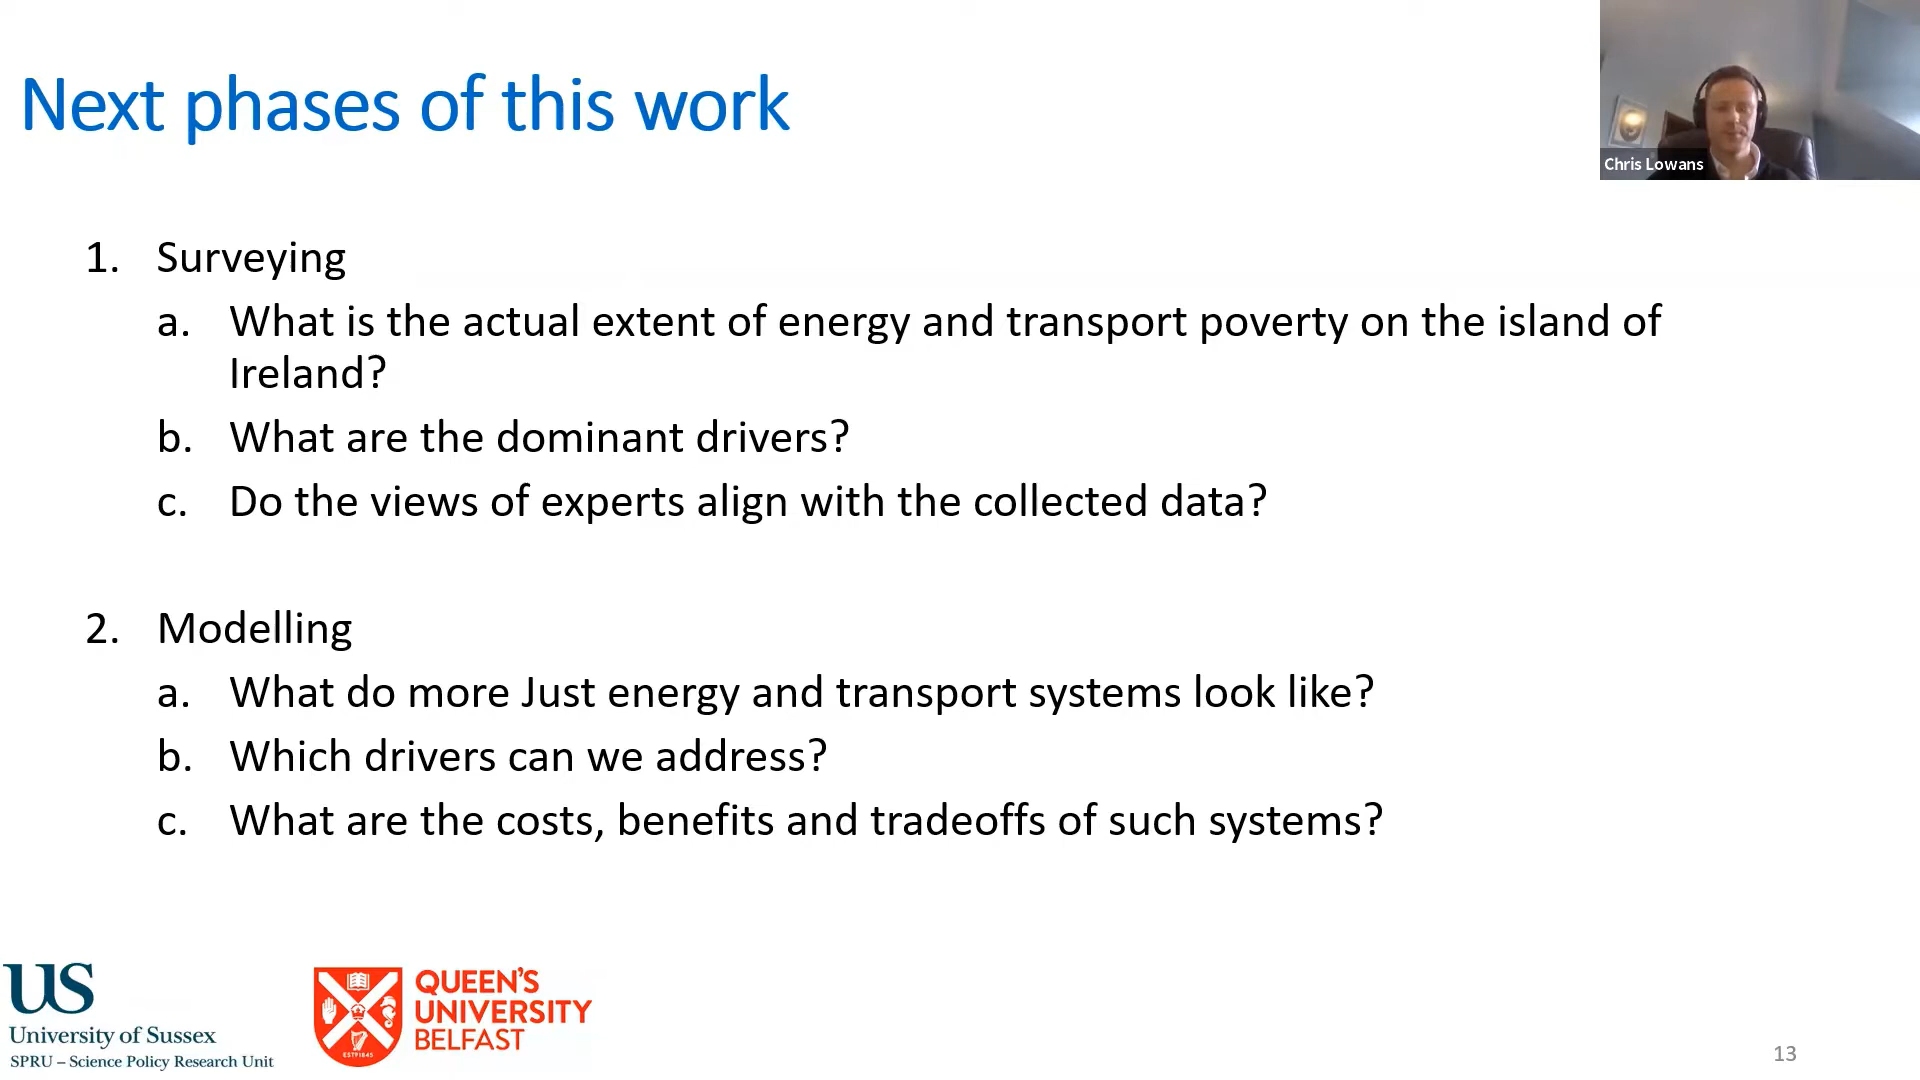 Next phases of this work
Chris Lowans
1. Surveying
a. What is the actual extent of energy and transport poverty on the island of
Ireland?
b. What are the dominant drivers?
c. Do the views of experts align with the collected data?
2. Modelling
a. What do more Just energy and transport systems look like?
b. Which drivers can we address?
c. What are the costs, benefits and tradeoffs of such systems?
US
University of Sussex
SPRU – Science Policy Research Unit
QUEEN'S
UNIVERSITY
BELFAST
ESTD1845
13